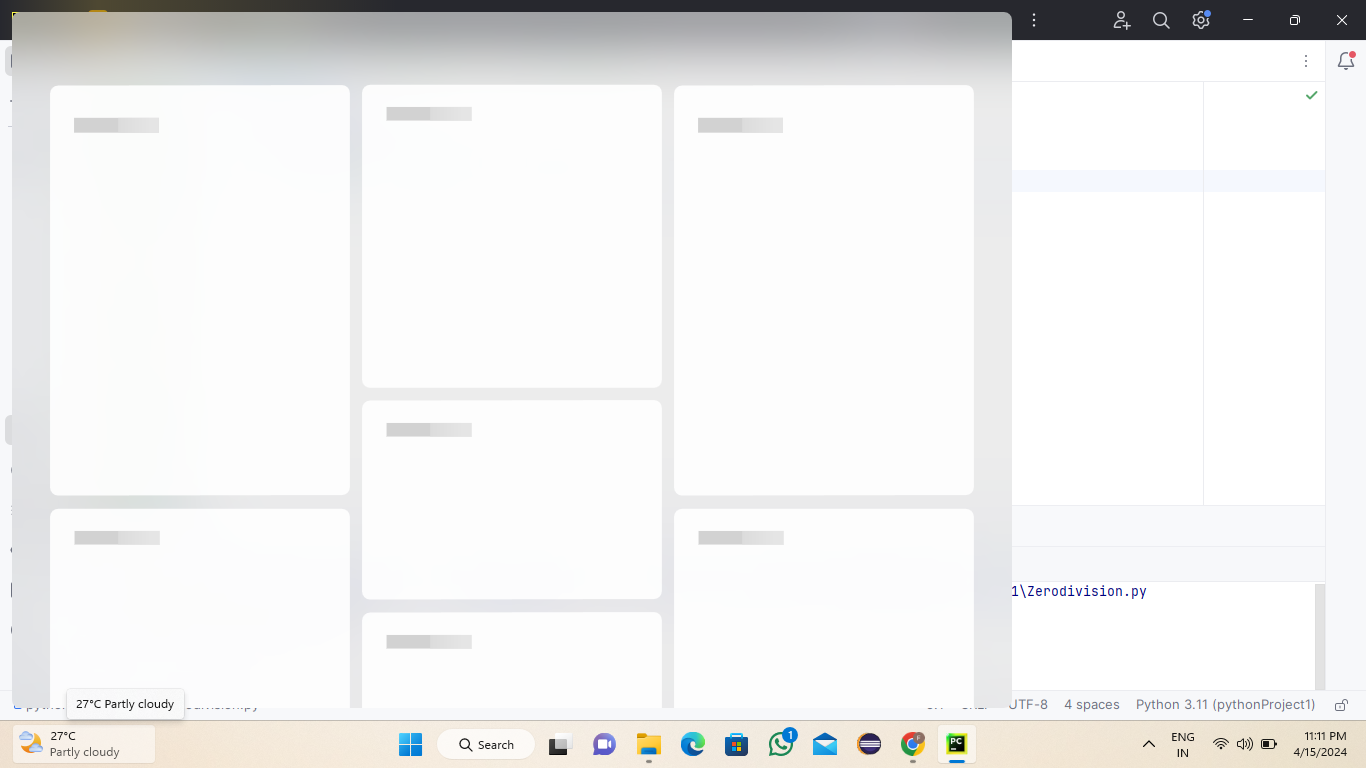 1\Zerodivision.py
UTF-8
4 spaces
Python 3.11 (pythonProject1)
27°C Partly cloudy
27°C
Partly cloudy
Search
1
PC
ENG
IN
11:11 PM
4/15/2024